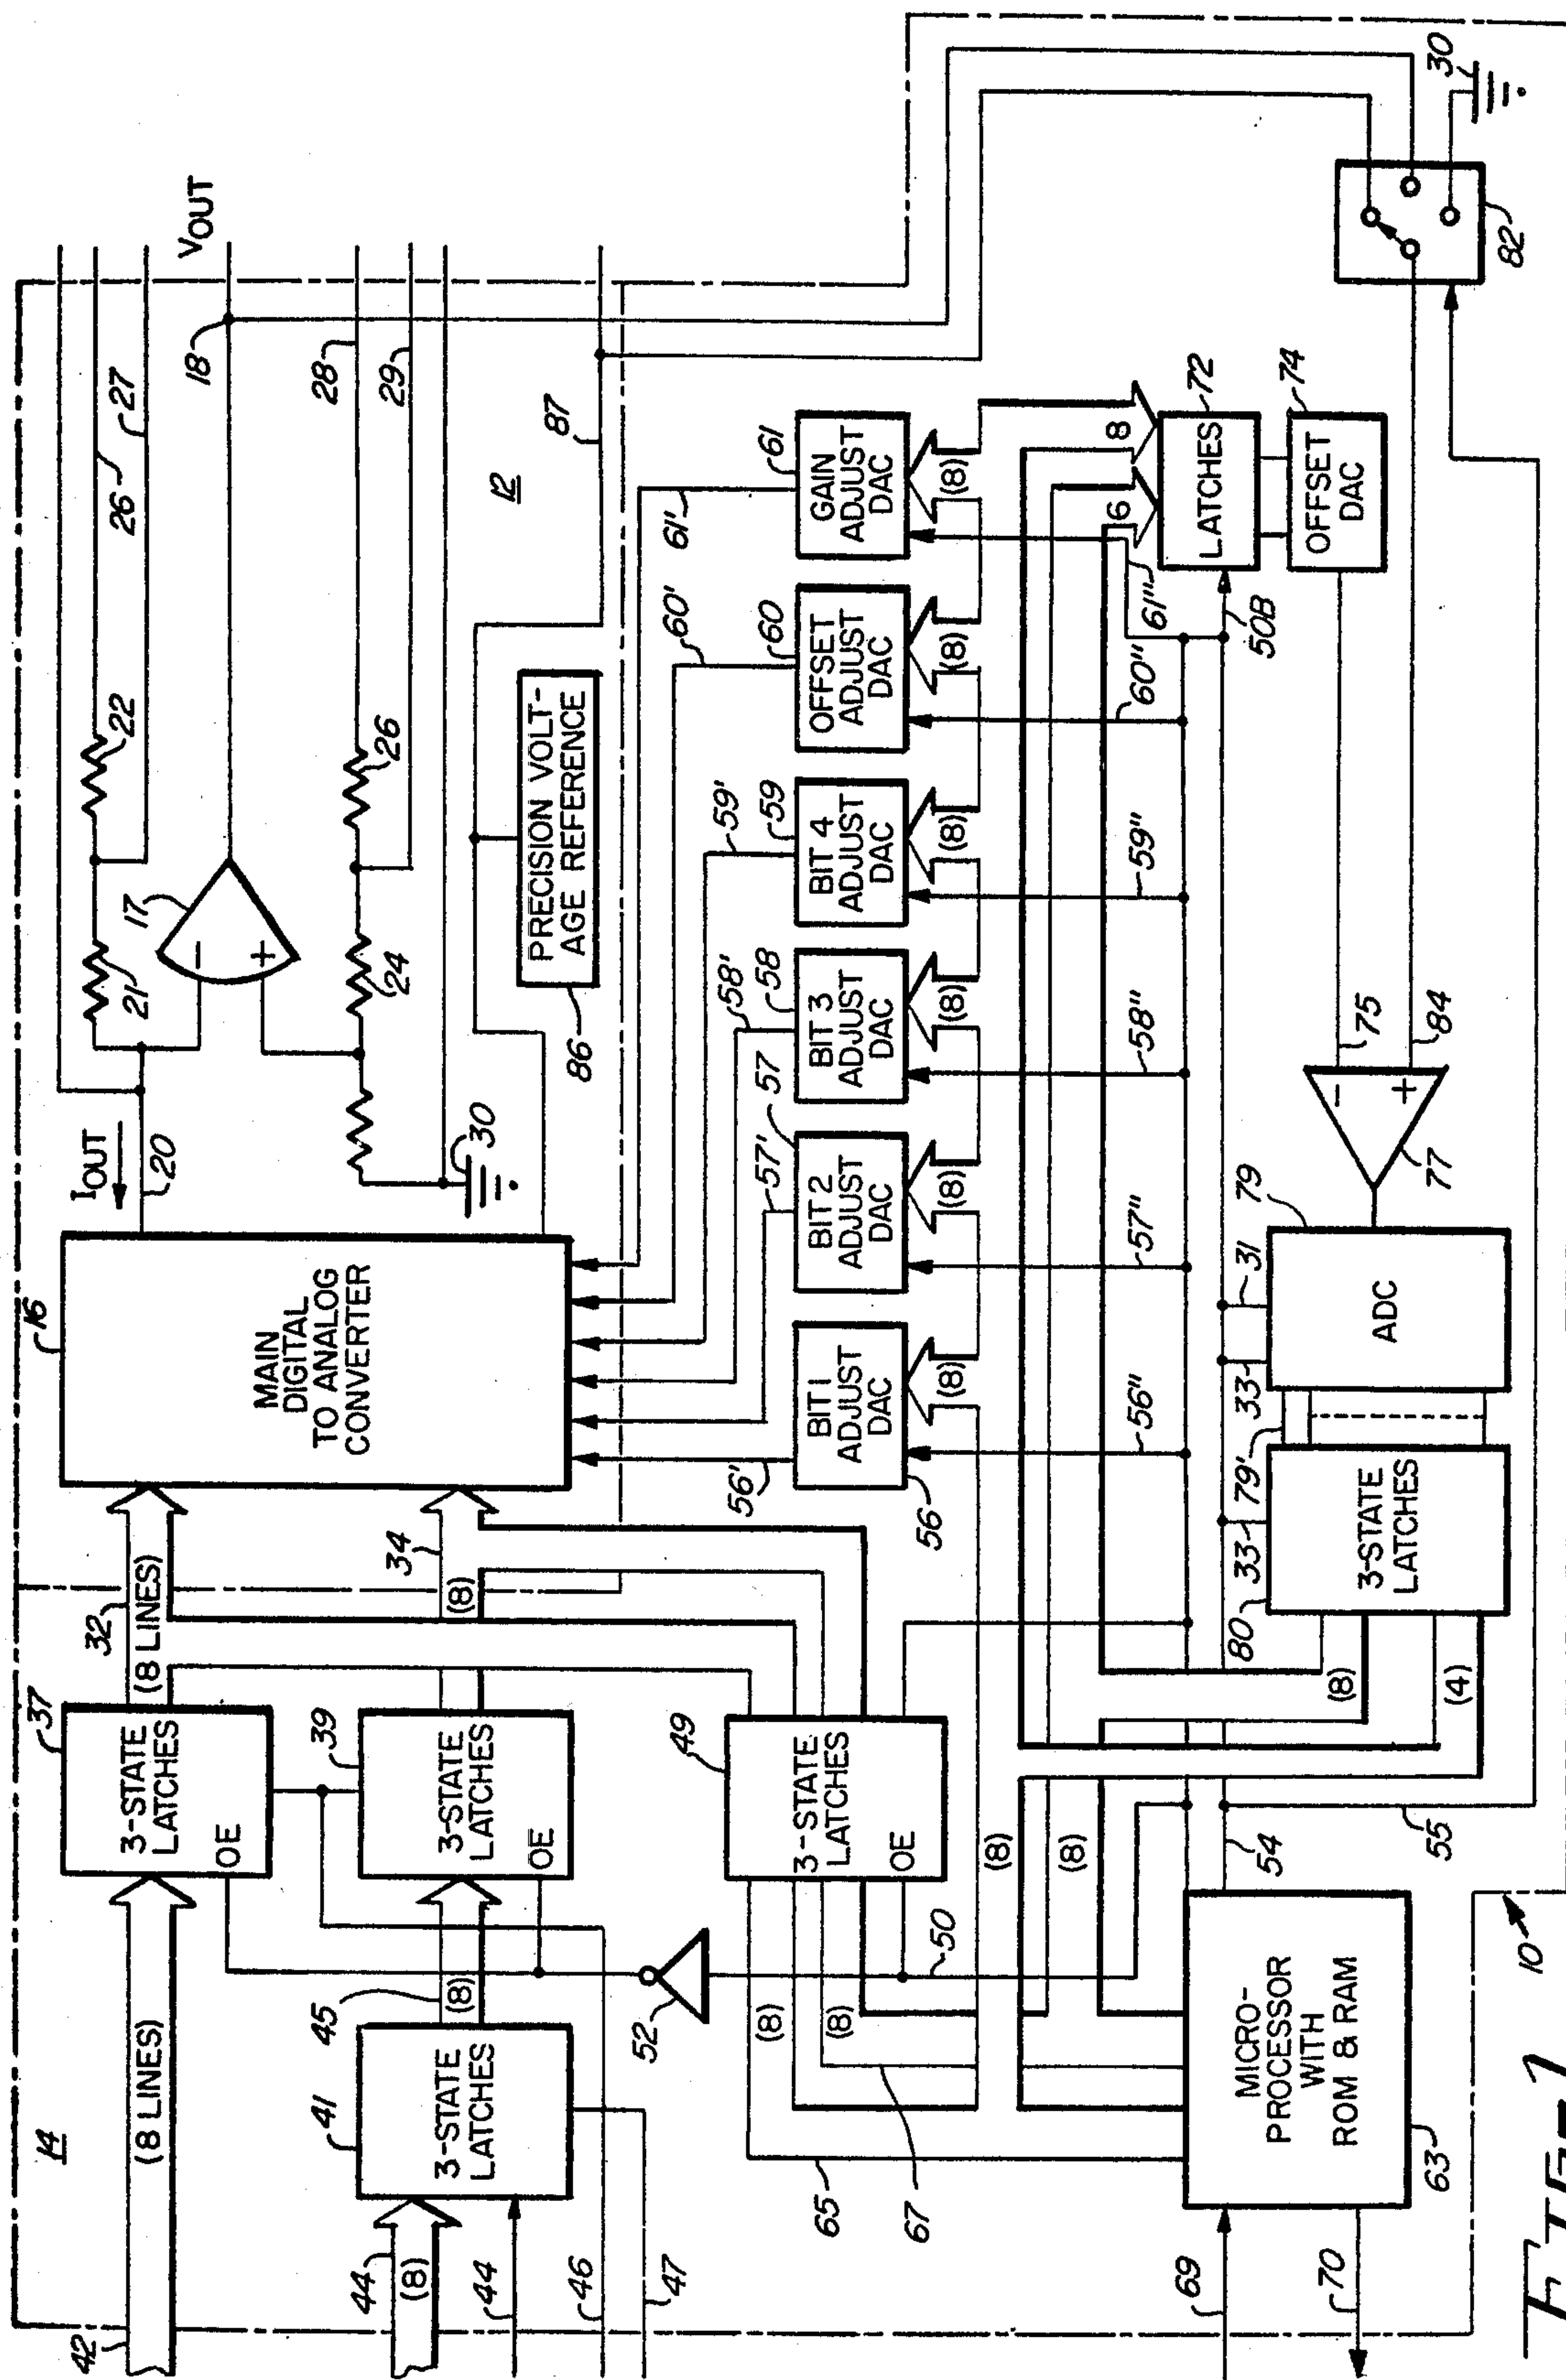 14
42
(8 LINES)
37
3-STATE
LATCHES
OE
32
(8 LINES)
16
MAIN
DIGITAL
TO ANALOG
CONVERTER
IOUT
20
21
22
26
27
17
−
+
18
VOUT
24
26
28
29
30
44
(8)
44
46
47
41
3-STATE
LATCHES
45
(8)
39
3-STATE
LATCHES
OE
34
(8)
52
50
49
3-STATE
LATCHES
OE
(8)
(8)
65
67
86
PRECISION VOLT-
AGE REFERENCE
12
87
56'
57'
58'
59'
60'
61'
56
BIT 1
ADJUST
DAC
57
BIT 2
ADJUST
DAC
58
BIT 3
ADJUST
DAC
59
BIT 4
ADJUST
DAC
60
OFFSET
ADJUST
DAC
61
GAIN
ADJUST
DAC
(8)
(8)
(8)
(8)
(8)
(8)
(8)
(8)
56"
57"
58"
59"
60"
61"
6
8
72
LATCHES
50B
74
OFFSET
DAC
69
70
MICRO-
PROCESSOR
WITH
ROM & RAM
63
54
55
(8)
(4)
80
33
79'
33
31
79
3-STATE
LATCHES
ADC
77
−
+
75
84
82
30
10
FIG-1